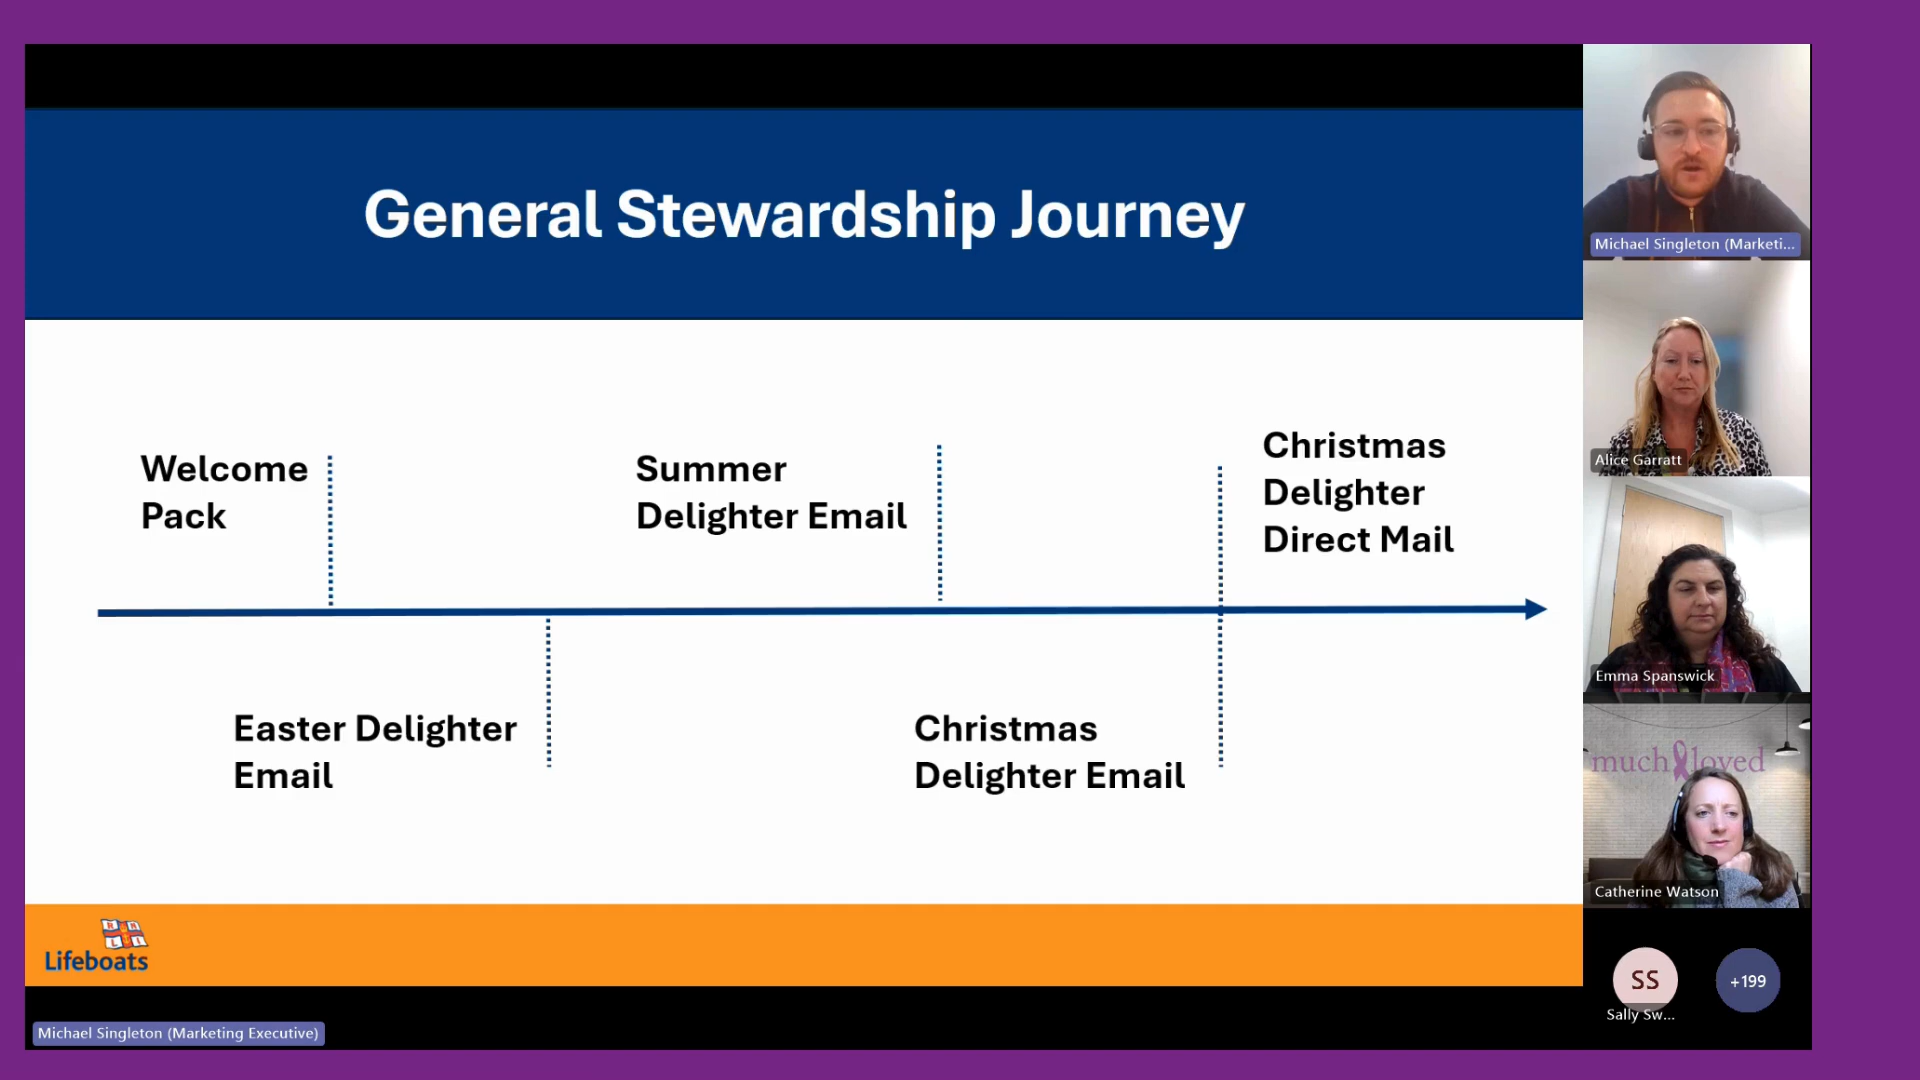 General Stewardship Journey
Welcome
Pack
Summer
Delighter Email
Christmas
Delighter
Direct Mail
Easter Delighter
Email
Christmas
Delighter Email
RNLI
Lifeboats
Michael Singleton (Marketing Executive)
Michael Singleton (Marketi...
Alice Garratt
Emma Spanswick
much loved
Catherine Watson
SS
Sally Sw...
+199